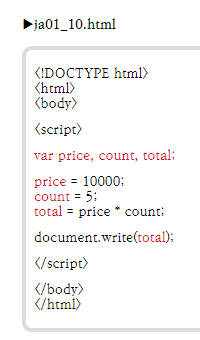 ▶ja01_10.html
<!DOCTYPE html>
<html>
<body>
<script>
var price, count, total;
price = 10000;
count = 5;
total = price * count;
document.write(total);
</script>
</body>
</html>